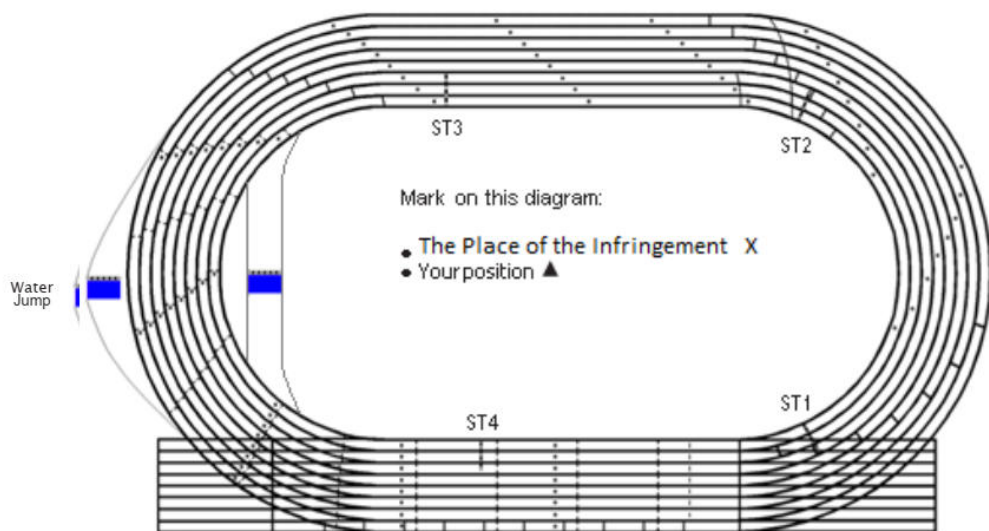 ST3
ST2
Mark on this diagram:
• The Place of the Infringement X
• Your position ▲
Water
Jump
ST1
ST4